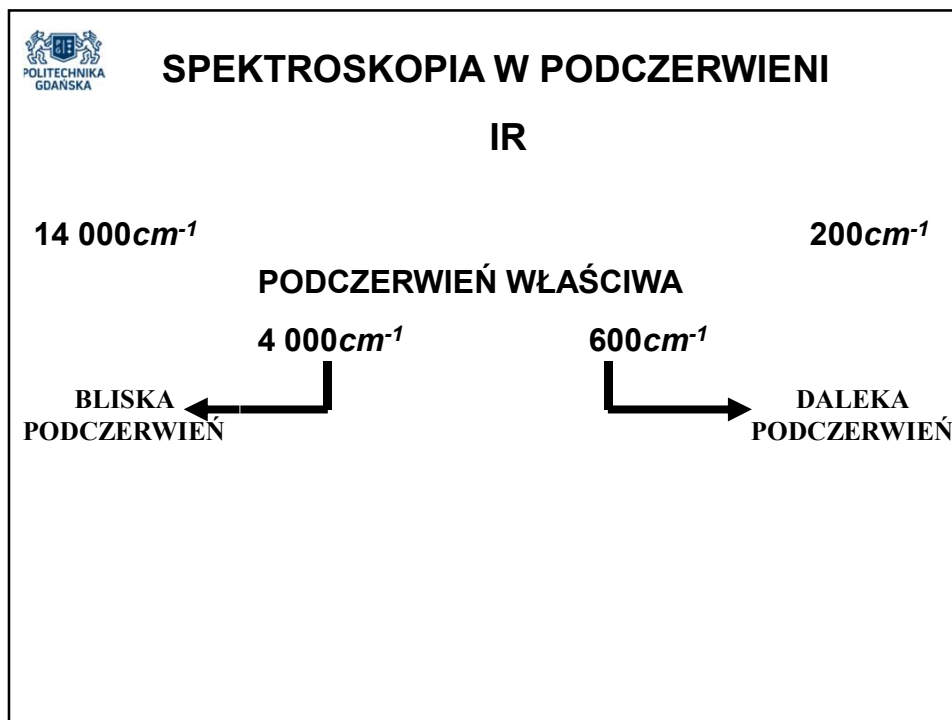 POLITECHNIKA
GDAŃSKA
SPEKTROSKOPIA W PODCZERWIENI
IR
14 000cm⁻¹ 200cm⁻¹
PODCZERWIEŃ WŁAŚCIWA
4 000cm⁻¹ 600cm⁻¹
BLISKA
PODCZERWIEŃ
DALEKA
PODCZERWIEŃ